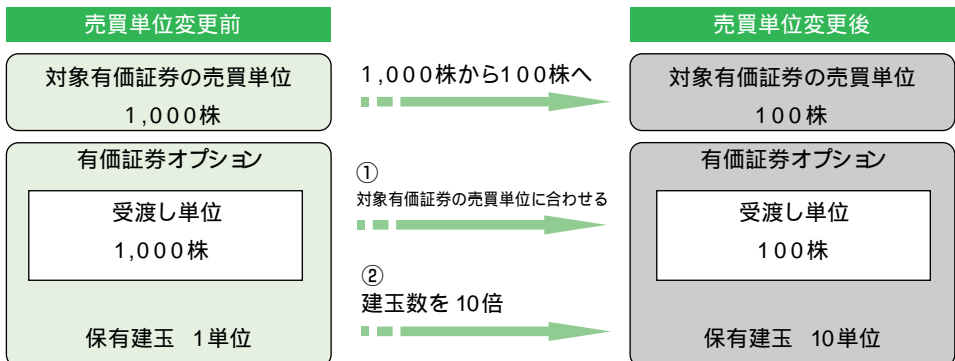 売買単位変更前
対象有価証券の売買単位
1,000株
有価証券オプション
受渡し単位
1,000株
保有建玉 1単位
1,000株から100株へ
①
対象有価証券の売買単位に合わせる
②
建玉数を10倍
売買単位変更後
対象有価証券の売買単位
100株
有価証券オプション
受渡し単位
100株
保有建玉 10単位